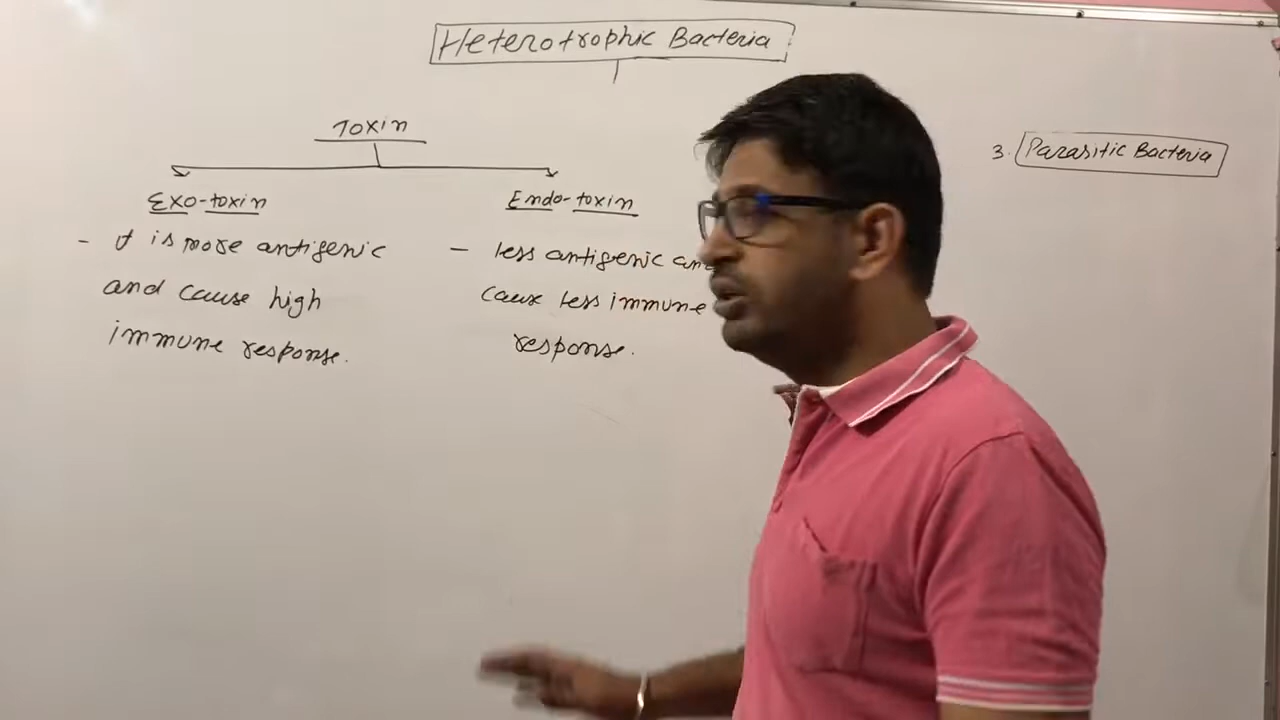 Heterotrophic Bacteria
Toxin
3. Parasitic Bacteria
Exo-toxin
- It is more antigenic
and cause high
immune response.
Endo-toxin
- less antigenic an
cause less immune
response.